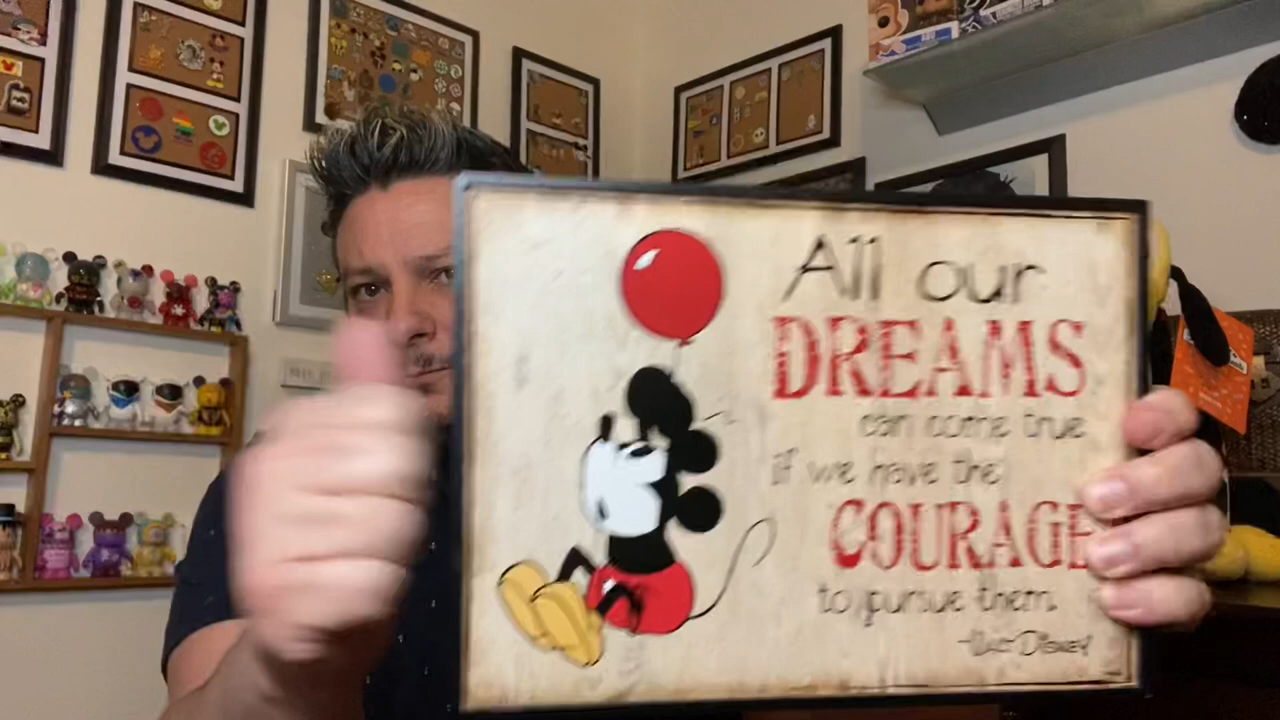 All our
DREAMS
can come true
if we have the
COURAGE
to pursue them.
-WALT DISNEY